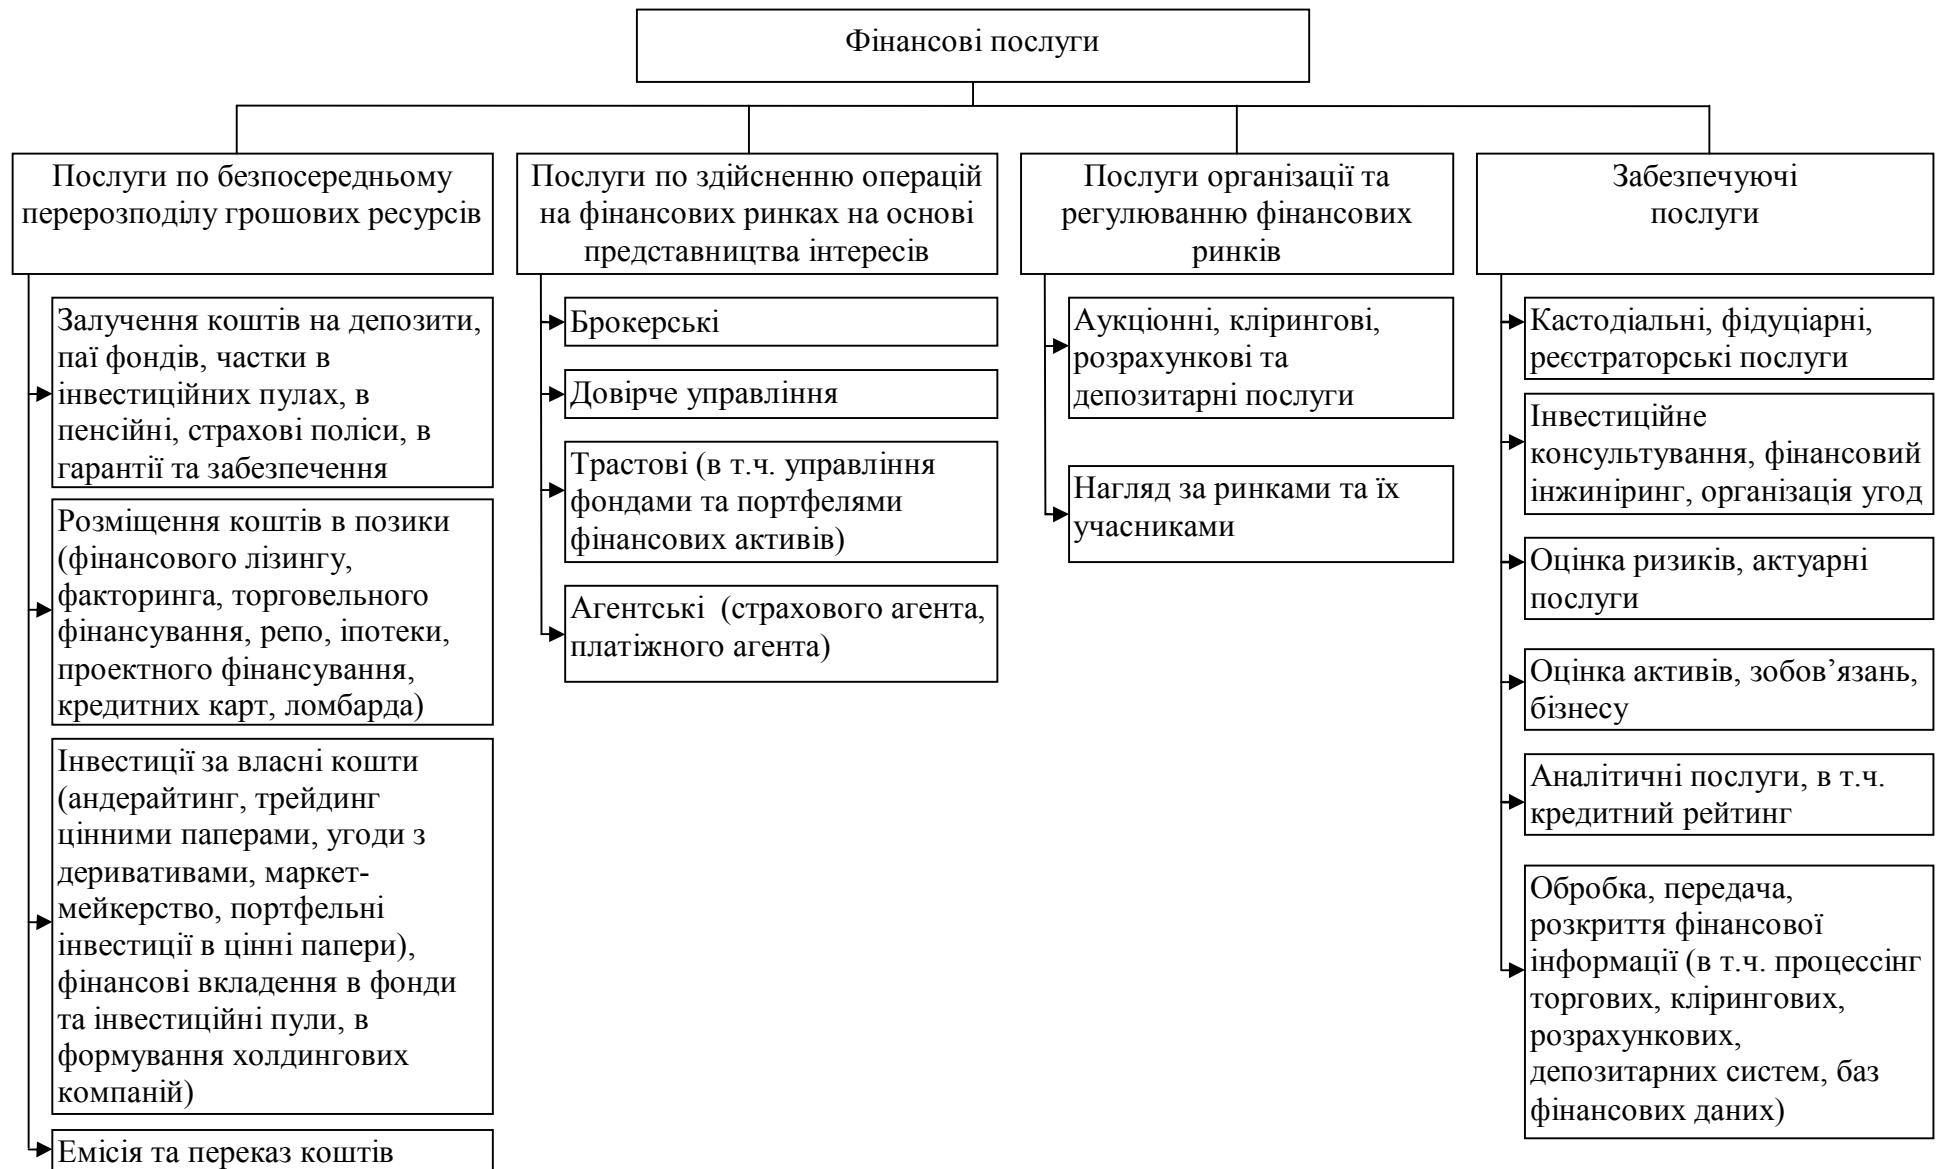 Фінансові послуги
Послуги по безпосередньому
перерозподілу грошових ресурсів
Залучення коштів на депозити,
паї фондів, частки в
інвестиційних пулах, в
пенсійні, страхові поліси, в
гарантії та забезпечення
Розміщення коштів в позики
(фінансового лізингу,
факторинга, торговельного
фінансування, репо, іпотеки,
проектного фінансування,
кредитних карт, ломбарда)
Інвестиції за власні кошти
(андерайтинг, трейдинг
цінними паперами, угоди з
деривативами, маркет-
мейкерство, портфельні
інвестиції в цінні папери),
фінансові вкладення в фонди
та інвестиційні пули, в
формування холдингових
компаній)
Емісія та переказ коштів
Послуги по здійсненню операцій
на фінансових ринках на основі
представництва інтересів
Брокерські
Довірче управління
Трастові (в т.ч. управління
фондами та портфелями
фінансових активів)
Агентські (страхового агента,
платіжного агента)
Послуги організації та
регулюванню фінансових
ринків
Аукціонні, клірингові,
розрахункові та
депозитарні послуги
Нагляд за ринками та їх
учасниками
Забезпечуючі
послуги
Кастодіальні, фідуціарні,
реєстраторські послуги
Інвестиційне
консультування, фінансовий
інжиніринг, організація угод
Оцінка ризиків, актуарні
послуги
Оцінка активів, зобов’язань,
бізнесу
Аналітичні послуги, в т.ч.
кредитний рейтинг
Обробка, передача,
розкриття фінансової
інформації (в т.ч. процессінг
торгових, клірингових,
розрахункових,
депозитарних систем, баз
фінансових даних)